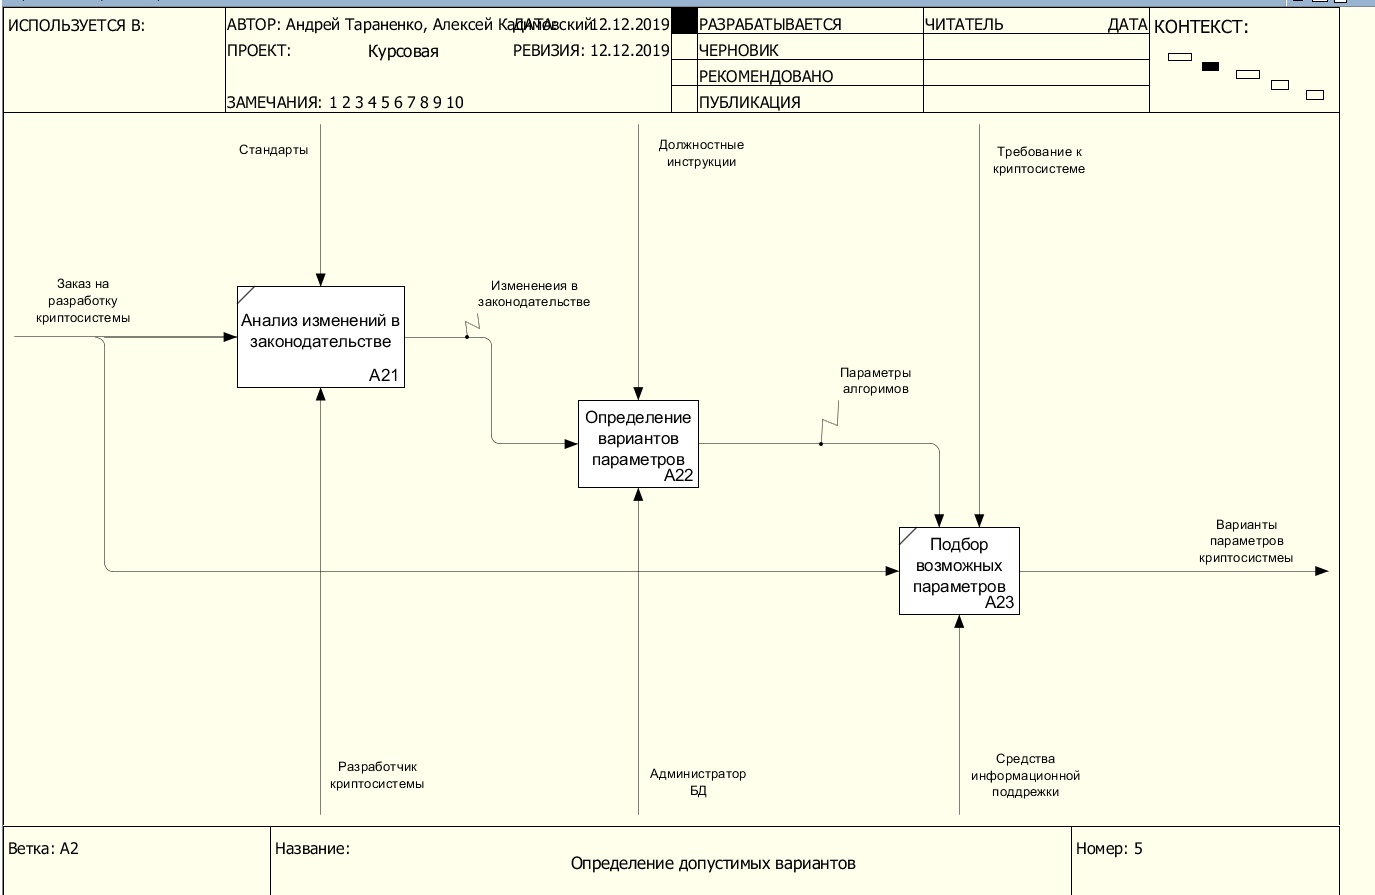 ИСПОЛЬЗУЕТСЯ В:
АВТОР: Андрей Тараненко, Алексей
ДАТА: 12.12.2019
ПРОЕКТ: Курсовая
РЕВИЗИЯ: 12.12.2019
ЗАМЕЧАНИЯ: 1 2 3 4 5 6 7 8 9 10
РАЗРАБАТЫВАЕТСЯ
ЧЕРНОВИК
РЕКОМЕНДОВАНО
ПУБЛИКАЦИЯ
ЧИТАТЕЛЬ
ДАТА
КОНТЕКСТ:
Стандарты
Должностные
инструкции
Требование к
криптосистеме
Заказ на
разработку
криптосистемы
Анализ изменений в
законодательстве
A21
Измененеия в
законодательстве
Определение
вариантов
параметров
A22
Параметры
алгоримов
Подбор
возможных
параметров
A23
Варианты
параметров
криптосистмеы
Разработчик
криптосистемы
Администратор
БД
Средства
информационной
поддрежки
Ветка: A2
Название:
Определение допустимых вариантов
Номер: 5